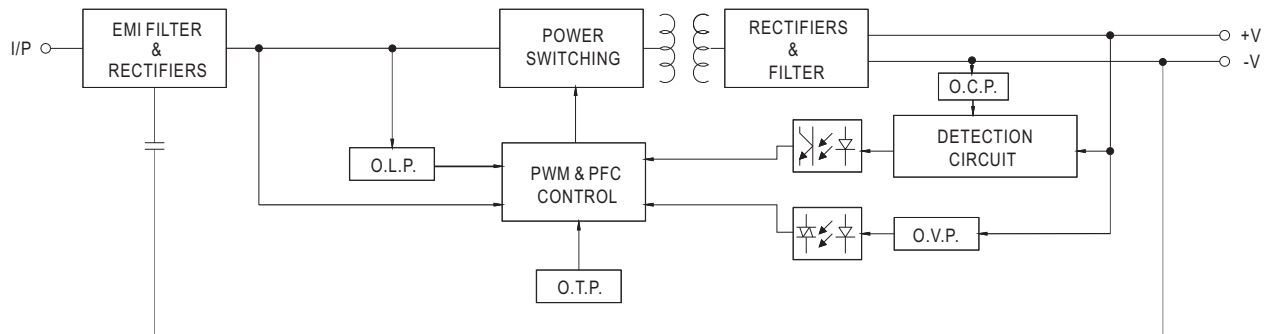 I/P
EMI FILTER
&
RECTIFIERS
POWER
SWITCHING
RECTIFIERS
&
FILTER
+V
-V
O.C.P.
DETECTION
CIRCUIT
O.L.P.
PWM & PFC
CONTROL
O.V.P.
O.T.P.